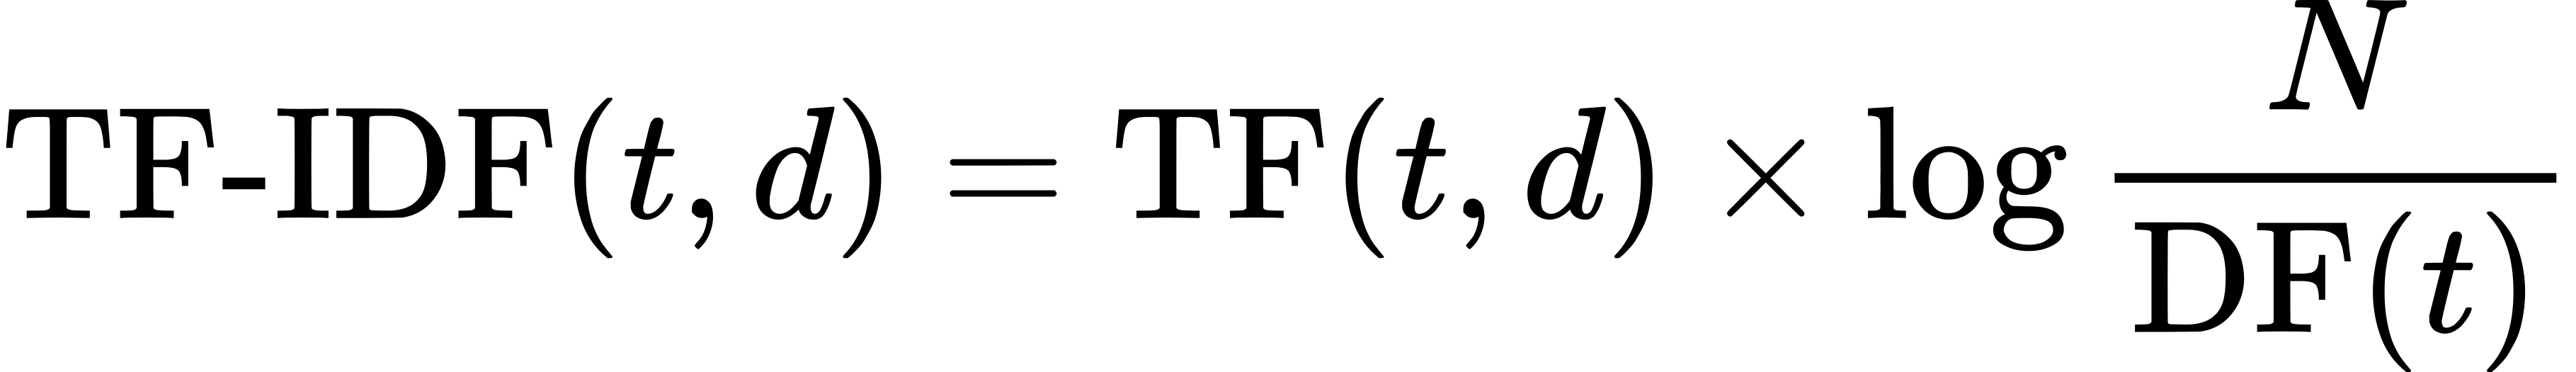 TF-IDF(t, d) = TF(t, d) × log N / DF(t)